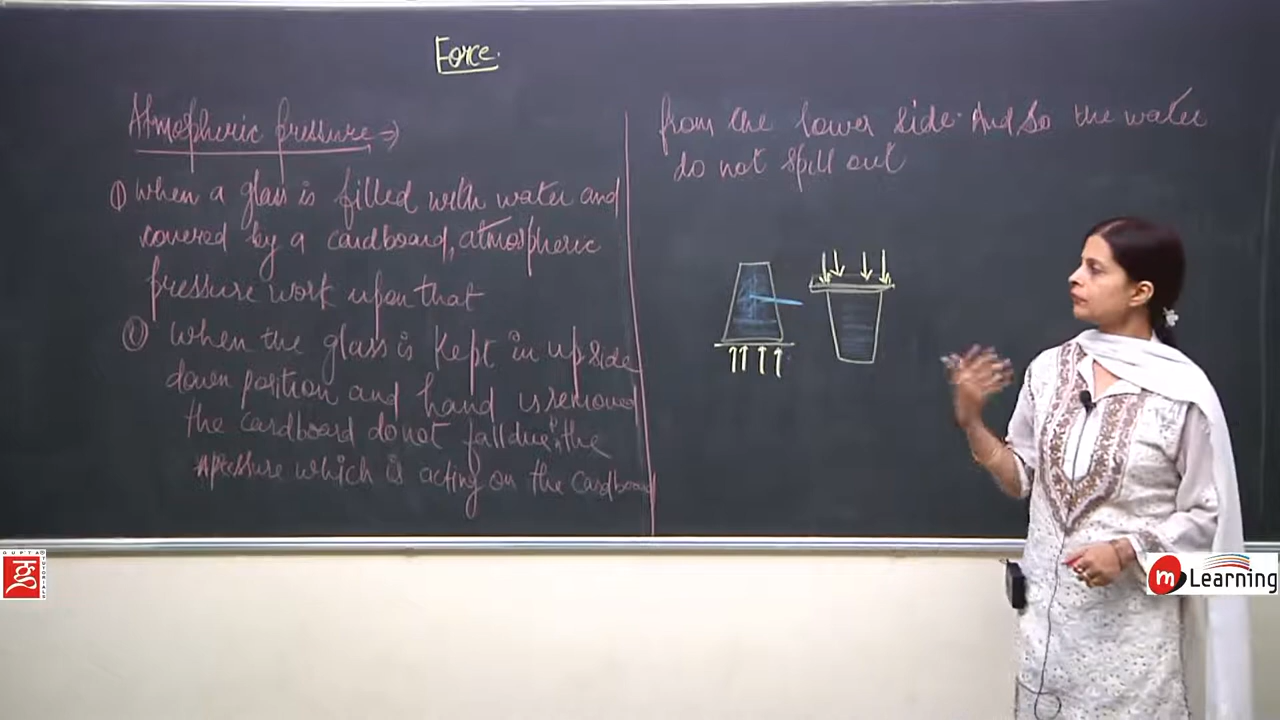 Force.
Atmospheric pressure →
① When a glass is filled with water and
covered by a cardboard, atmospheric
pressure work upon that
② When the glass is kept in upside
down position and hand is removed
the cardboard do not fall due to the
pressure which is acting on the cardboard
from the lower side. And so the water
do not spill out
GUPTA
TUTORIALS
m Learning